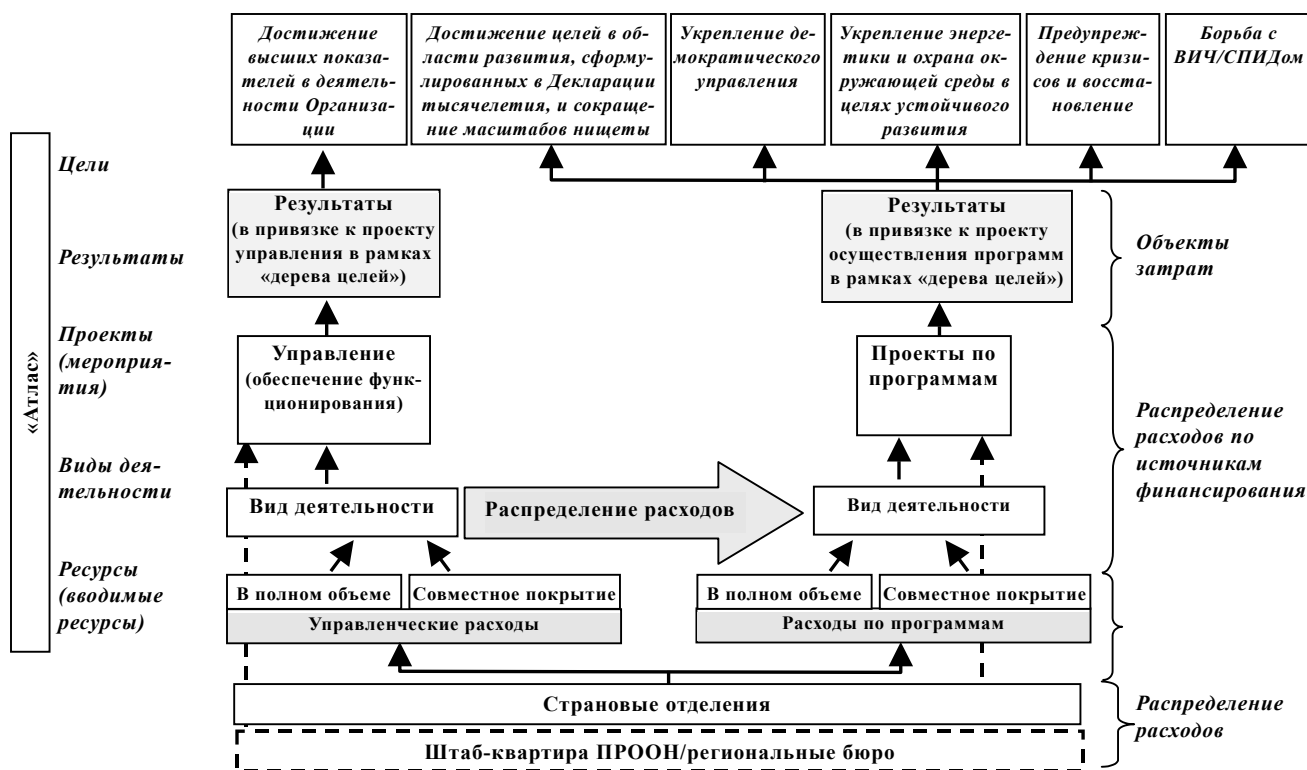 Достижение
высших показа-
телей в деятель-
ности Организа-
ции
Достижение целей в об-
ласти развития, сформу-
лированных в Декларации
тысячелетия, и сокраще-
ние масштабов нищеты
Укрепление де-
мократического
управления
Укрепление энерге-
тики и охрана ок-
ружающей среды в
целях устойчивого
развития
Предупреж-
дение кризи-
сов и восста-
новление
Борьба с
ВИЧ/СПИДом
«Атлас»
Цели
Результаты
Проекты
(мероприя-
тия)
Виды дея-
тельности
Ресурсы
(вводимые
ресурсы)
Результаты
(в привязке к проекту
управления в рамках
«дерева целей»)
Результаты
(в привязке к проекту
осуществления программ
в рамках «дерева целей»)
Объекты
затрат
Управление
(обеспечение функ-
ционирования)
Проекты по
программам
Распределение
расходов по
источникам
финансирования
Вид деятельности
Распределение расходов
Вид деятельности
В полном объеме
Совместное покрытие
Управленческие расходы
В полном объеме
Совместное покрытие
Расходы по программам
Страновые отделения
Штаб-квартира ПРООН/региональные бюро
Распределение
расходов